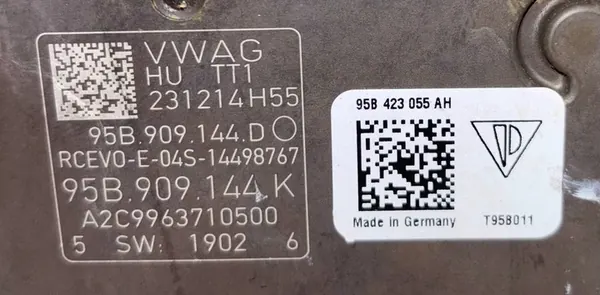 VWAG
HU TT1
231214H55
95B.909.144.D
RCEVO-E-04S-14498767
95B.909.144.K
A2C9963710500
5 SW: 1902 6
95B 423 055 AH
Made in Germany T958011